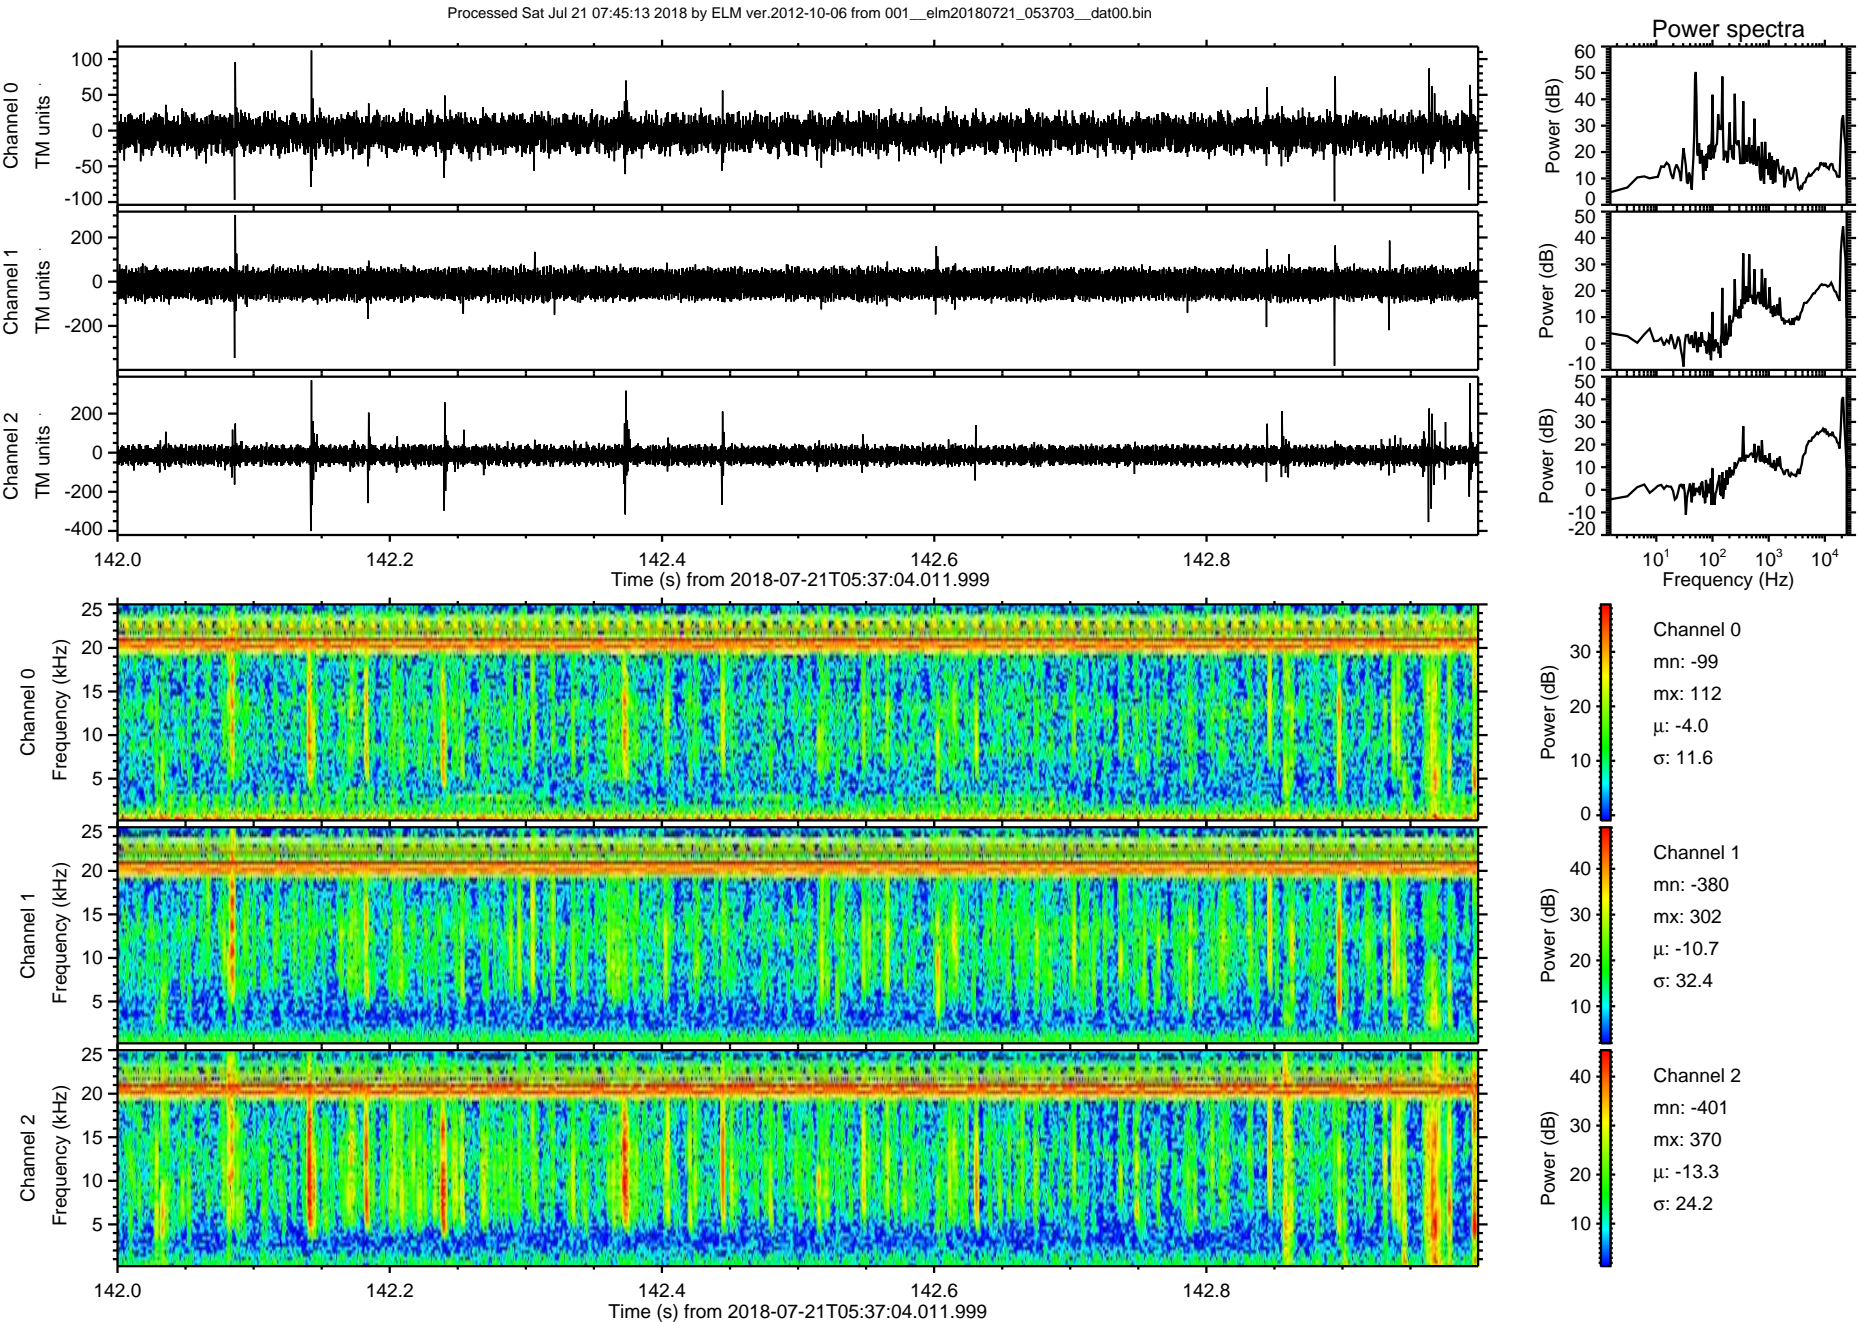 Processed Sat Jul 21 07:45:13 2018 by ELM ver.2012-10-06 from 001__elm20180721_053703__dat00.bin
Power spectra
Channel 0
TM units
100
50
0
-50
-100
Power (dB)
60
50
40
30
20
10
0
Channel 1
TM units
200
0
-200
Power (dB)
50
40
30
20
10
0
-10
Channel 2
TM units
200
0
-200
-400
Power (dB)
50
40
30
20
10
0
-10
-20
142.0 142.2 142.4 142.6 142.8
Time (s) from 2018-07-21T05:37:04.011.999
10^1 10^2 10^3 10^4
Frequency (Hz)
Channel 0
Frequency (kHz)
25
20
15
10
5
Power (dB)
30
20
10
0
Channel 0
mn: -99
mx: 112
μ: -4.0
σ: 11.6
Channel 1
Frequency (kHz)
25
20
15
10
5
Power (dB)
40
30
20
10
Channel 1
mn: -380
mx: 302
μ: -10.7
σ: 32.4
Channel 2
Frequency (kHz)
25
20
15
10
5
Power (dB)
40
30
20
10
Channel 2
mn: -401
mx: 370
μ: -13.3
σ: 24.2
142.0 142.2 142.4 142.6 142.8
Time (s) from 2018-07-21T05:37:04.011.999